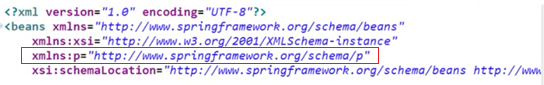 <?xml version="1.0" encoding="UTF-8"?>
<beans xmlns="http://www.springframework.org/schema/beans"
xmlns:xsi="http://www.w3.org/2001/XMLSchema-instance"
xmlns:p="http://www.springframework.org/schema/p"
xsi:schemaLocation="http://www.springframework.org/schema/beans http://www